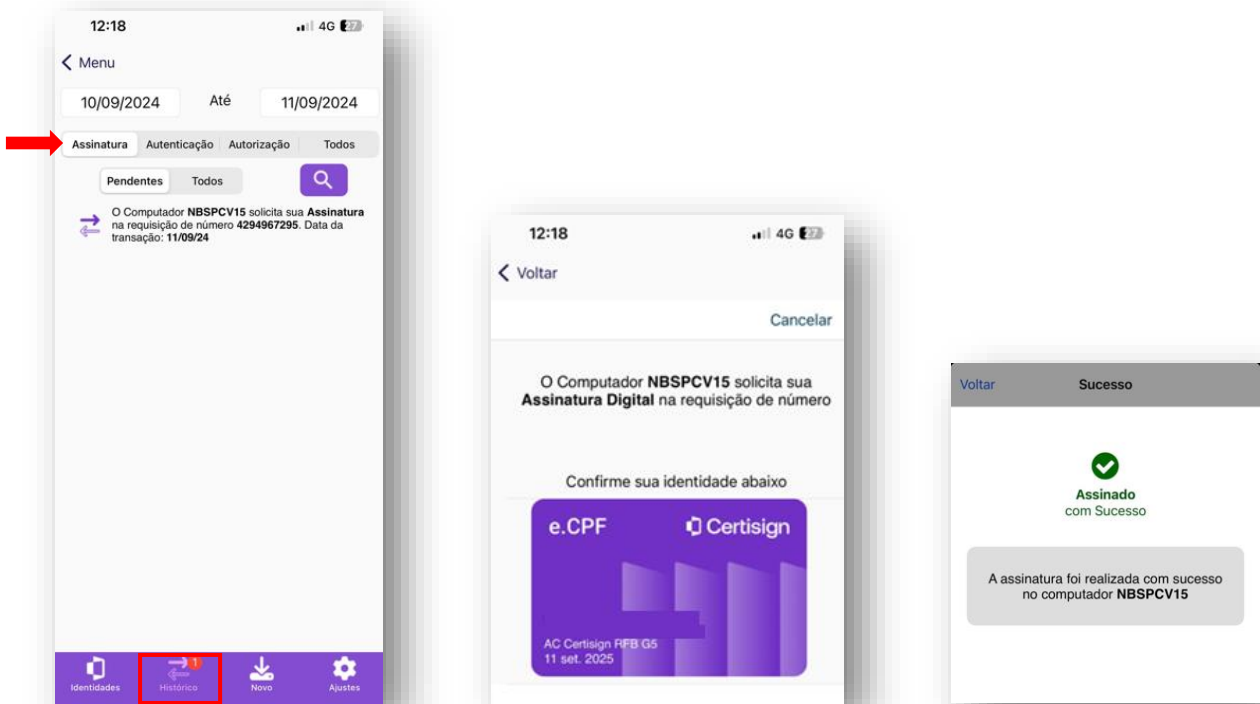 12:18 4G 27
Menu
10/09/2024 Até 11/09/2024
Assinatura Autenticação Autorização Todos
Pendentes Todos
O Computador NBSPCV15 solicita sua Assinatura
na requisição de número 4294967295. Data da
transação: 11/09/24
Identidades Histórico 1 Novo Ajustes
12:18 4G 27
Voltar
Cancelar
O Computador NBSPCV15 solicita sua
Assinatura Digital na requisição de número
Confirme sua identidade abaixo
e.CPF Certisign
AC Certisign RFB G5
11 set. 2025
Voltar Sucesso
Assinado
com Sucesso
A assinatura foi realizada com sucesso
no computador NBSPCV15